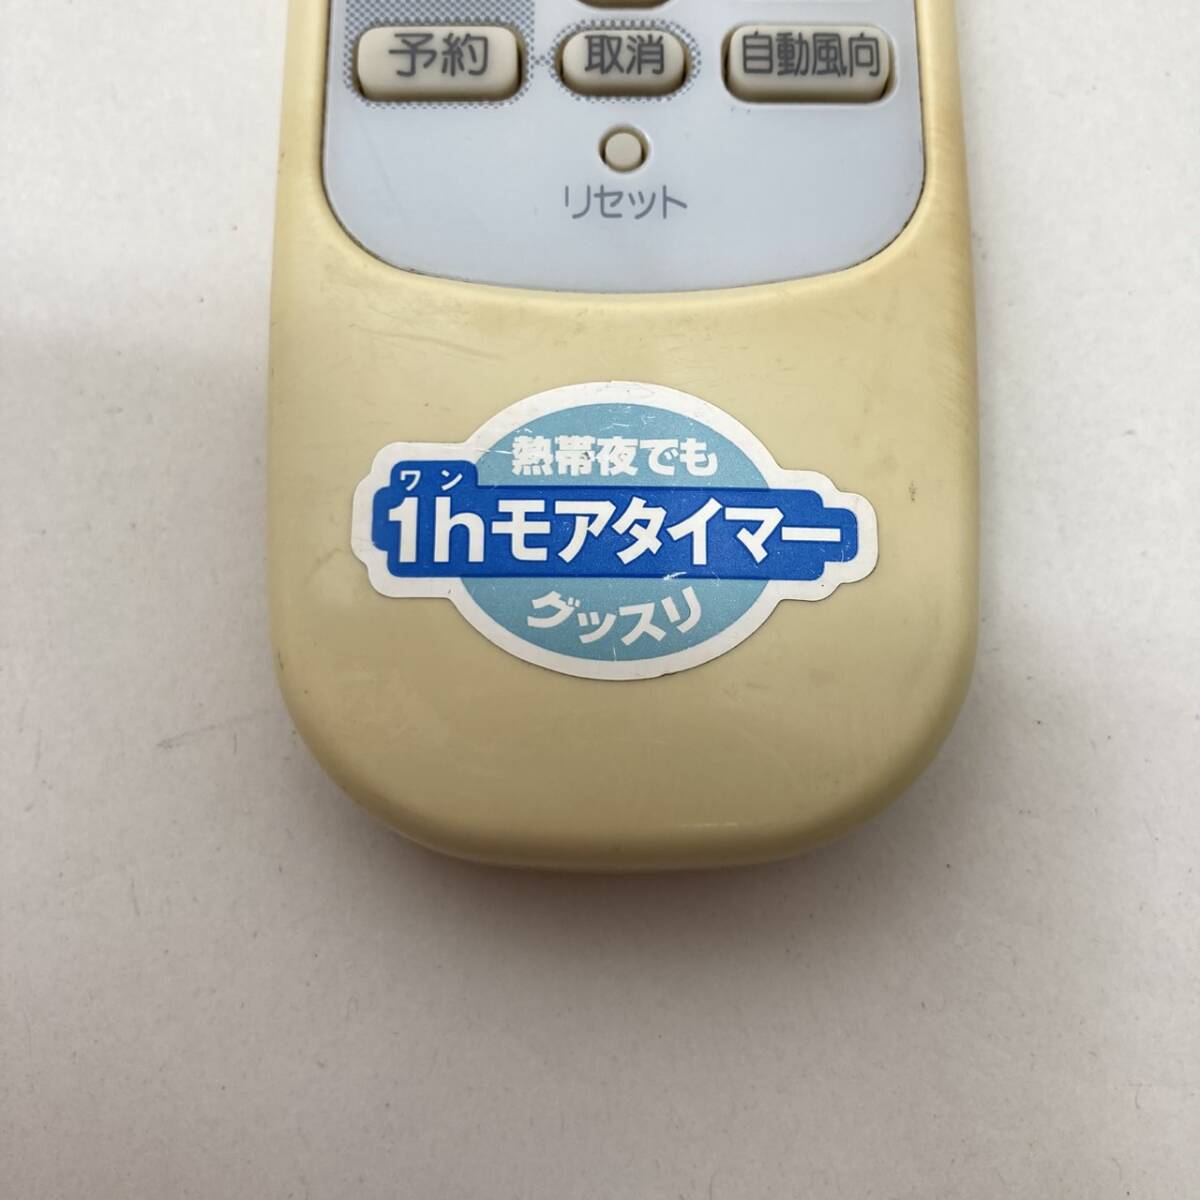 予約 取消 自動風向
リセット
熱帯夜でも
ワン
1hモアタイマー
グッスリ